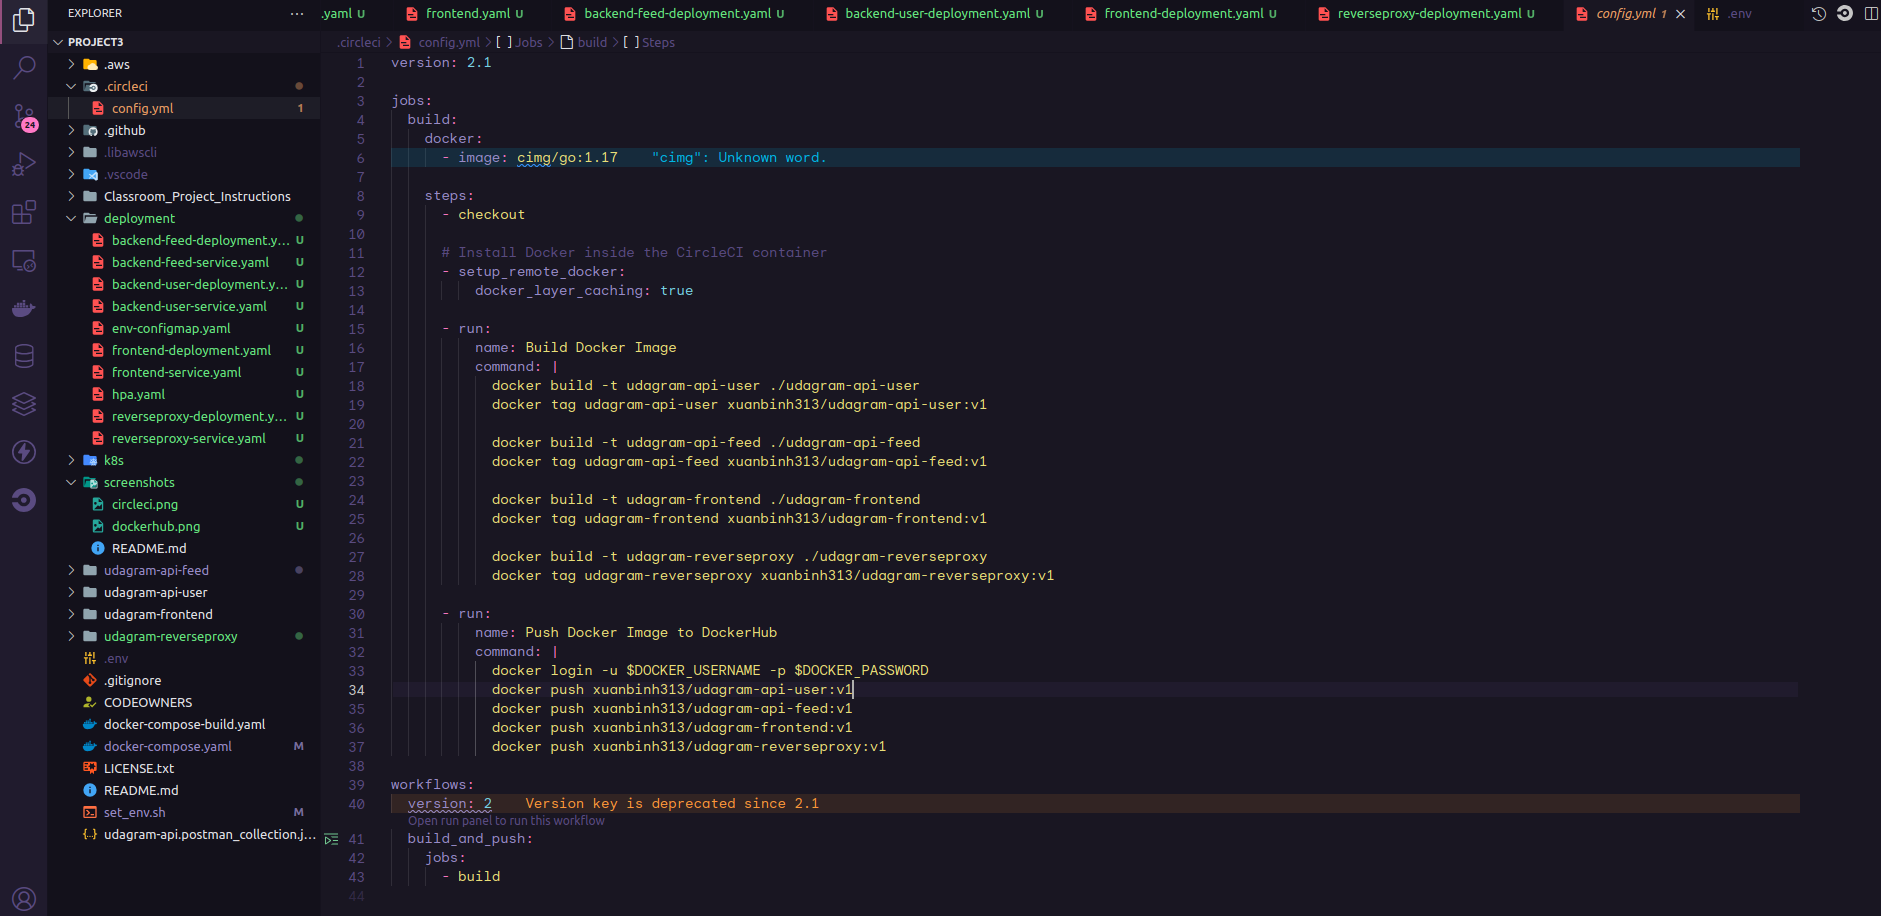 EXPLORER
.yaml U
frontend.yaml U
backend-feed-deployment.yaml U
backend-user-deployment.yaml U
frontend-deployment.yaml U
reverseproxy-deployment.yaml U
config.yml 1
.env
PROJECT3
.circleci > config.yml > [ ] Jobs > build > [ ] Steps
.aws
.circleci
config.yml 1
.github
24
.libawscli
.vscode
Classroom_Project_Instructions
deployment
backend-feed-deployment.y... U
backend-feed-service.yaml U
backend-user-deployment.y... U
backend-user-service.yaml U
env-configmap.yaml U
frontend-deployment.yaml U
frontend-service.yaml U
hpa.yaml U
reverseproxy-deployment.y... U
reverseproxy-service.yaml U
k8s
screenshots
circleci.png U
dockerhub.png U
README.md
udagram-api-feed
udagram-api-user
udagram-frontend
udagram-reverseproxy
.env
.gitignore
CODEOWNERS
docker-compose-build.yaml
docker-compose.yaml M
LICENSE.txt
README.md
set_env.sh M
udagram-api.postman_collection.j...
1 version: 2.1
2
3 jobs:
4 build:
5 docker:
6 - image: cimg/go:1.17 "cimg": Unknown word.
7
8 steps:
9 - checkout
10
11 # Install Docker inside the CircleCI container
12 - setup_remote_docker:
13 docker_layer_caching: true
14
15 - run:
16 name: Build Docker Image
17 command: |
18 docker build -t udagram-api-user ./udagram-api-user
19 docker tag udagram-api-user xuanbinh313/udagram-api-user:v1
20
21 docker build -t udagram-api-feed ./udagram-api-feed
22 docker tag udagram-api-feed xuanbinh313/udagram-api-feed:v1
23
24 docker build -t udagram-frontend ./udagram-frontend
25 docker tag udagram-frontend xuanbinh313/udagram-frontend:v1
26
27 docker build -t udagram-reverseproxy ./udagram-reverseproxy
28 docker tag udagram-reverseproxy xuanbinh313/udagram-reverseproxy:v1
29
30 - run:
31 name: Push Docker Image to DockerHub
32 command: |
33 docker login -u $DOCKER_USERNAME -p $DOCKER_PASSWORD
34 docker push xuanbinh313/udagram-api-user:v1
35 docker push xuanbinh313/udagram-api-feed:v1
36 docker push xuanbinh313/udagram-frontend:v1
37 docker push xuanbinh313/udagram-reverseproxy:v1
38
39 workflows:
40 version: 2 Version key is deprecated since 2.1
Open run panel to run this workflow
41 build_and_push:
42 jobs:
43 - build
44